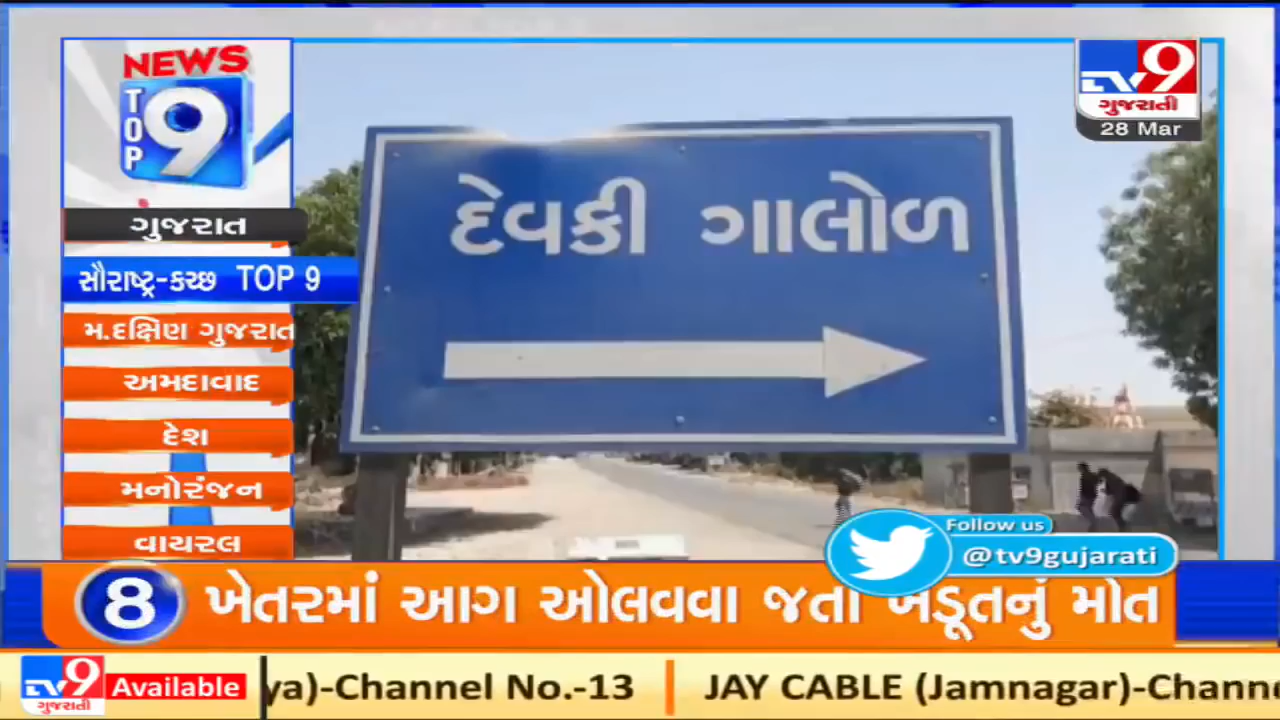 NEWS
TOP 9
ગુજરાત
સૌરાષ્ટ્ર-કચ્છ TOP 9
મ.દક્ષિણ ગુજરાત
અમદાવાદ
દેશ
મનોરંજન
વાયરલ
દેવકી ગાલોળ
TV9
ગુજરાતી
28 Mar
Follow us
@tv9gujarati
8 ખેતરમાં આગ ઓલવવા જતા ખેડૂતનું મોત
TV9
ગુજરાતી
Available
ya)-Channel No.-13 | JAY CABLE (Jamnagar)-Channe